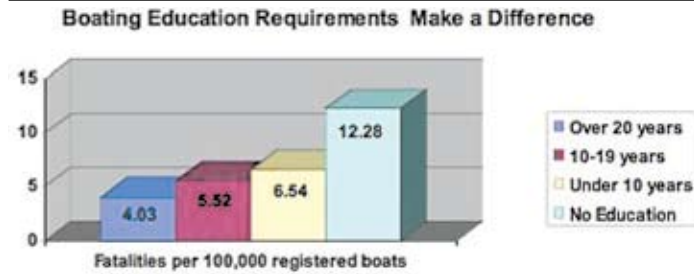 Boating Education Requirements Make a Difference
15
10
5
0
4.03
5.52
6.54
12.28
Over 20 years
10-19 years
Under 10 years
No Education
Fatalities per 100,000 registered boats